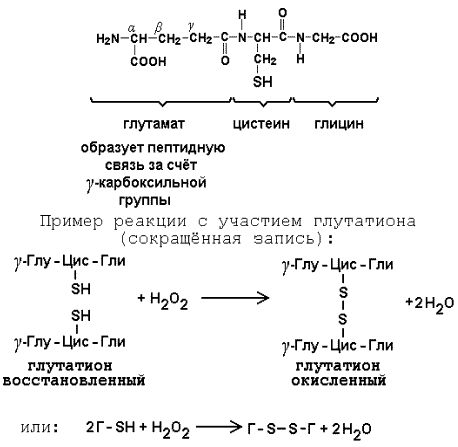 α β γ H O O
H₂N–CH–CH₂–CH₂–C–N–CH–C–N–CH₂–COOH
COOH O CH₂ H
SH
глутамат цистеин глицин
образует пептидную
связь за счёт
γ-карбоксильной
группы
Пример реакции с участием глутатиона
(сокращённая запись):
γ-Глу – Цис – Гли γ-Глу – Цис – Гли
SH S
+ H₂O₂ → + 2H₂O
SH S
γ-Глу – Цис – Гли γ-Глу – Цис – Гли
глутатион глутатион
восстановленный окисленный
или: 2Г - SH + H₂O₂ → Г – S – S – Г + 2H₂O